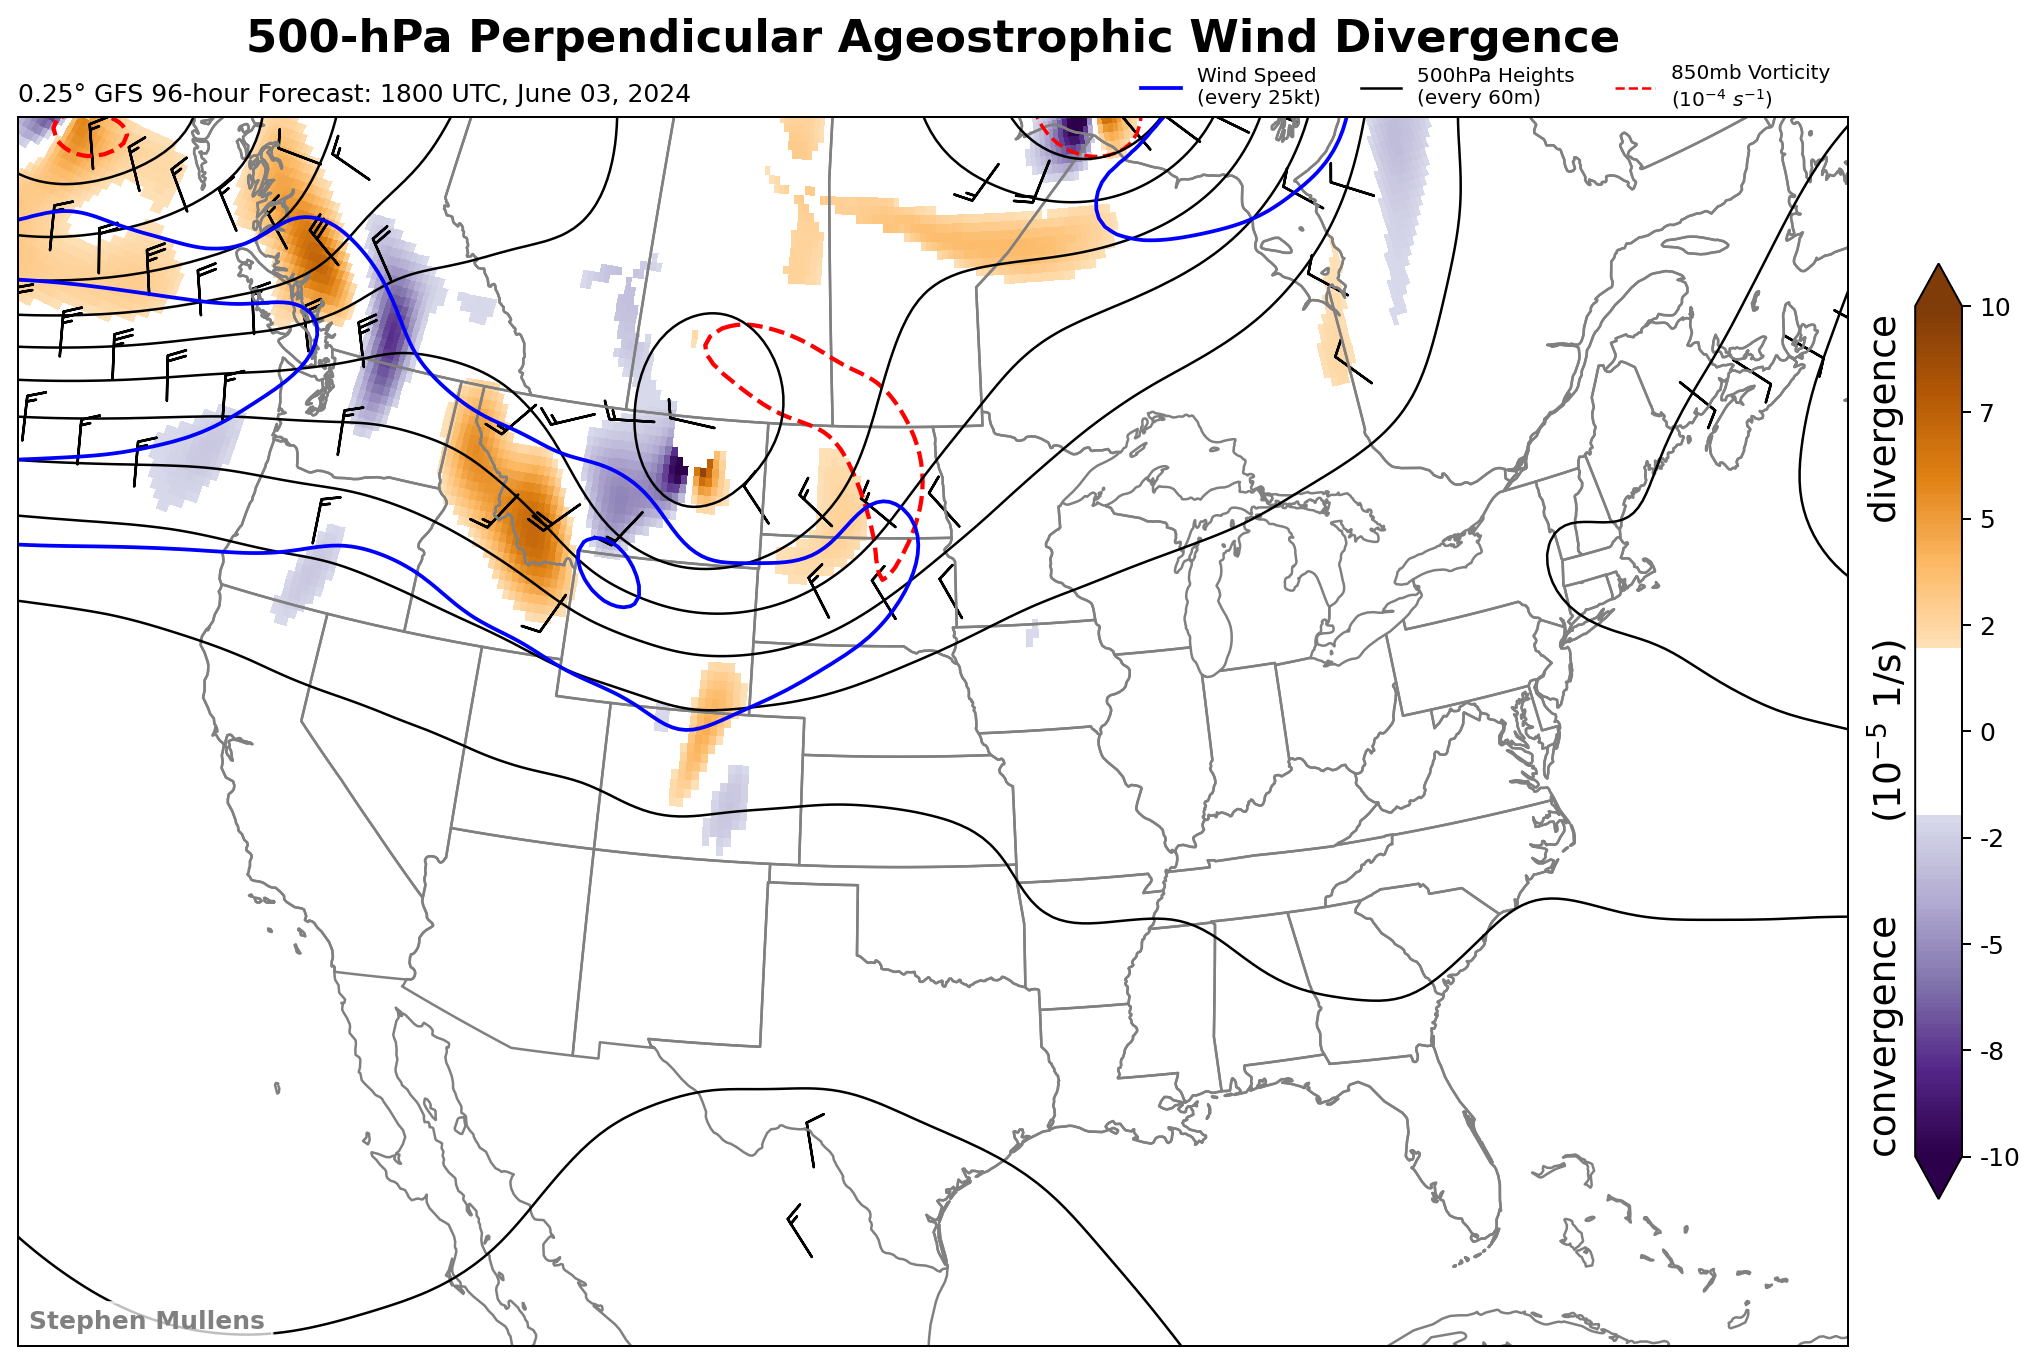 500-hPa Perpendicular Ageostrophic Wind Divergence
0.25° GFS 96-hour Forecast: 1800 UTC, June 03, 2024
Wind Speed
(every 25kt)
500hPa Heights
(every 60m)
850mb Vorticity
(10⁻⁴ s⁻¹)
10
7
5
2
0
-2
-5
-8
-10
convergence (10⁻⁵ 1/s) divergence
Stephen Mullens